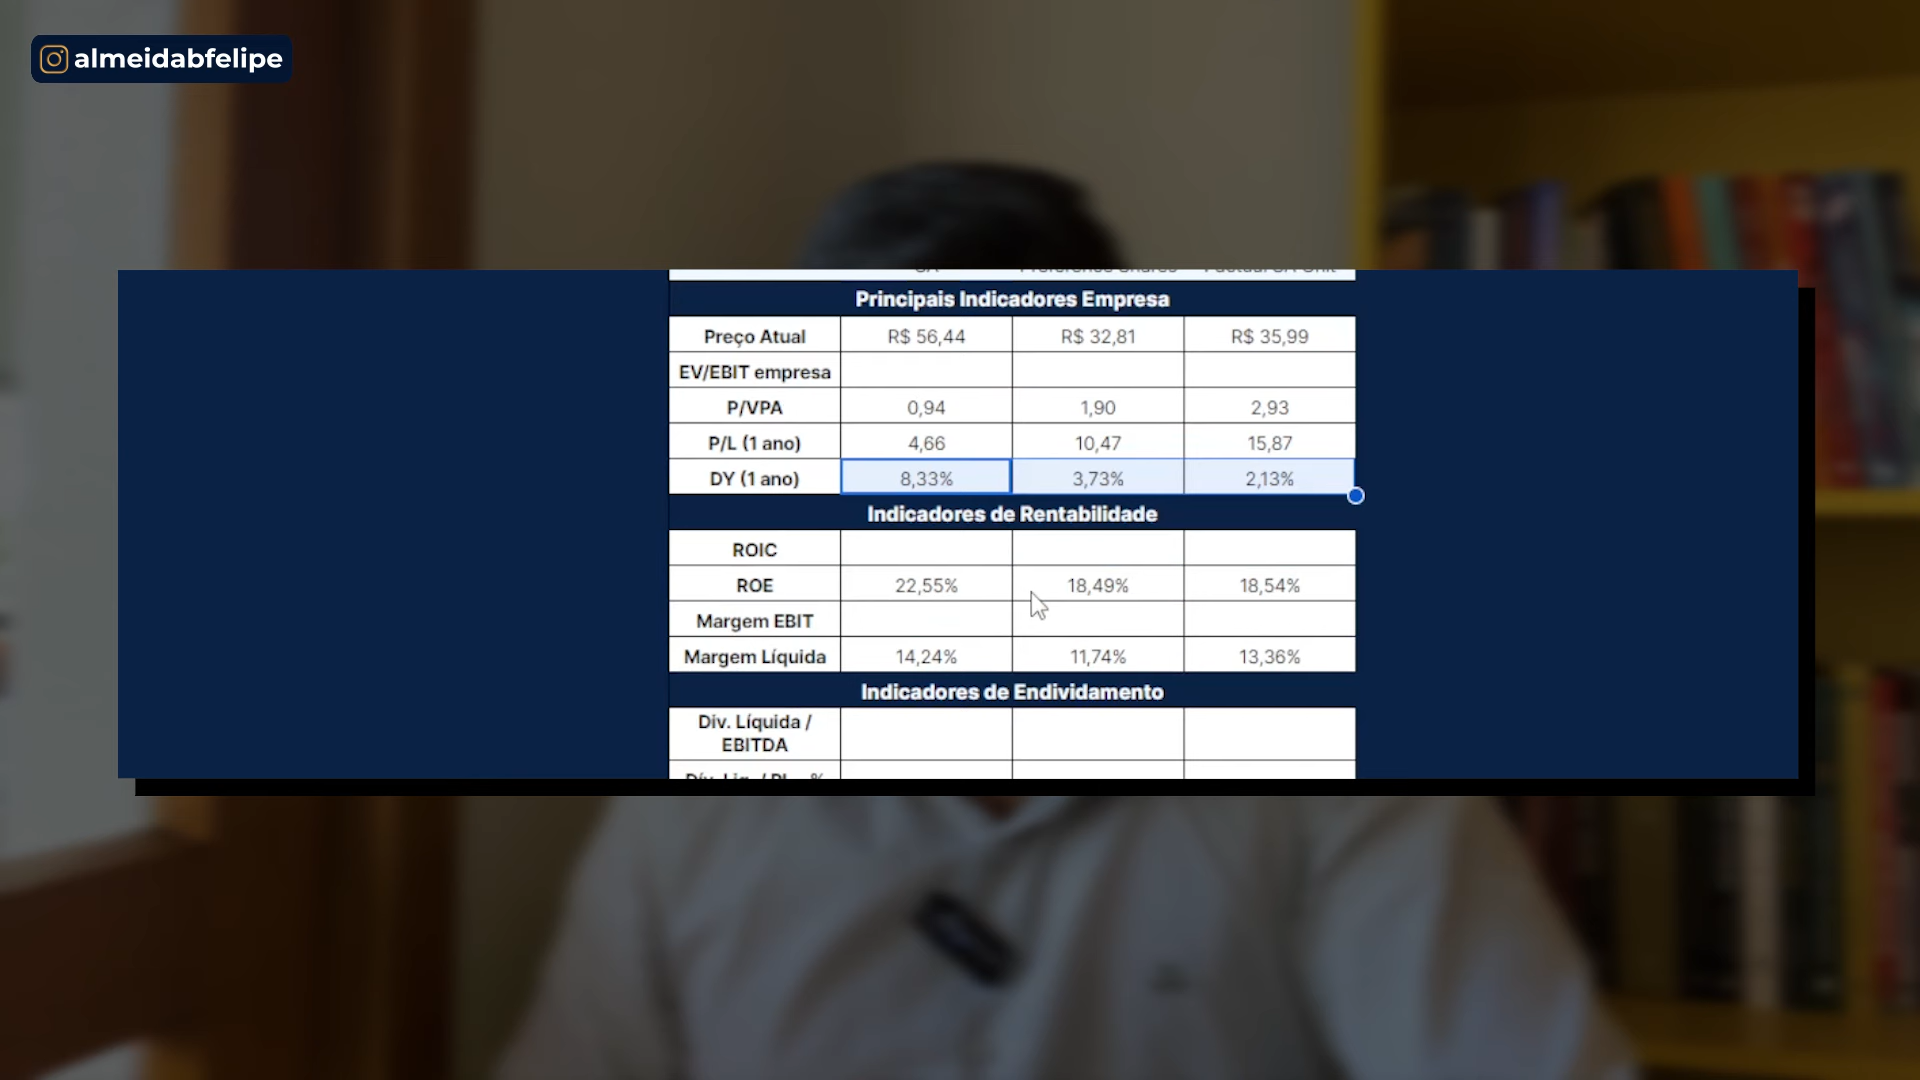 almeidabfelipe
Principais Indicadores Empresa
Preço Atual R$ 56,44 R$ 32,81 R$ 35,99
EV/EBIT empresa
P/VPA 0,94 1,90 2,93
P/L (1 ano) 4,66 10,47 15,87
DY (1 ano) 8,33% 3,73% 2,13%
Indicadores de Rentabilidade
ROIC
ROE 22,55% 18,49% 18,54%
Margem EBIT
Margem Líquida 14,24% 11,74% 13,36%
Indicadores de Endividamento
Div. Líquida /
EBITDA